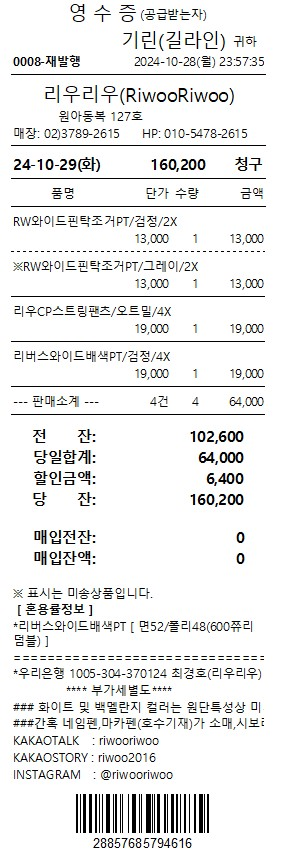 영 수 증 (공급받는자)
기린(길라인) 귀하
0008-재발행 2024-10-28(월) 23:57:35
리우리우(RiwooRiwoo)
원아동복 127호
매장: 02)3789-2615 HP: 010-5478-2615
24-10-29(화) 160,200 청구
품명 단가 수량 금액
RW와이드핀탁조거PT/검정/2X
13,000 1 13,000
※RW와이드핀탁조거PT/그레이/2X
13,000 1 13,000
리우CP스트링팬츠/오트밀/4X
19,000 1 19,000
리버스와이드배색PT/검정/4X
19,000 1 19,000
--- 판매소계 --- 4건 4 64,000
전 잔: 102,600
당일합계: 64,000
할인금액: 6,400
당 잔: 160,200
매입전잔: 0
매입잔액: 0
※ 표시는 미송상품입니다.
[ 혼용률정보 ]
*리버스와이드배색PT [ 면52/폴리48(600쮸리
덤블) ]
==============================
*우리은행 1005-304-370124 최경호(리우리우)
**** 부가세별도****
### 화이트 및 백멜란지 컬러는 원단특성상 미
###간혹 네임펜,마카펜(호수기재)가 소매,시보리
KAKAOTALK : riwooriwoo
KAKAOSTORY : riwoo2016
INSTAGRAM : @riwooriwoo
28857685794616